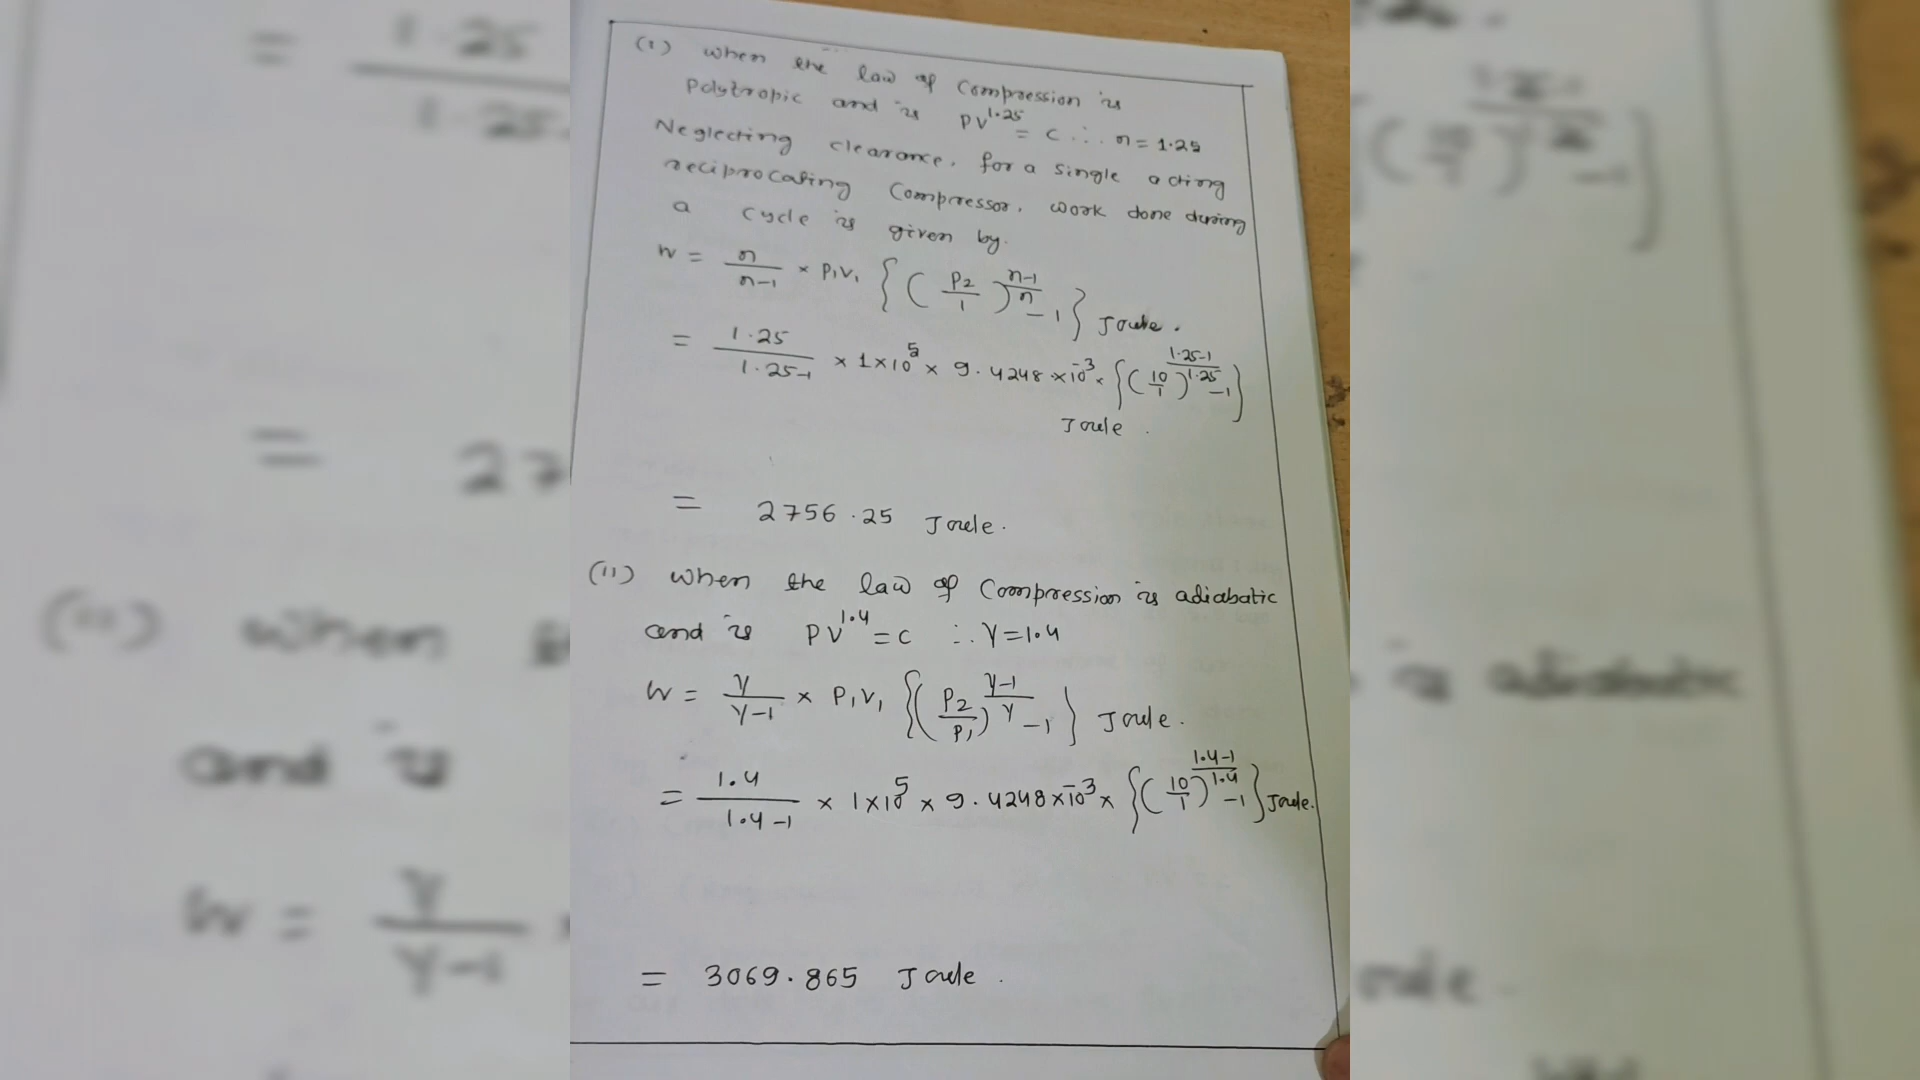 (i) When the law of Compression is
Polytropic and is PV^1.25 = C ∴ n = 1.25
Neglecting clearance, for a single acting
reciprocating Compressor, work done during
a cycle is given by.
W = n/(n-1) × P₁V₁ {(P₂/1)^((n-1)/n) - 1} Joule.
= 1.25/(1.25-1) × 1×10^5 × 9.4248×10^-3 × {(10/1)^((1.25-1)/1.25) - 1}
Joule.
= 2756.25 Joule.
(ii) When the law of Compression is adiabatic
and is PV^1.4 = C ∴ γ = 1.4
W = γ/(γ-1) × P₁V₁ {(P₂/P₁)^((γ-1)/γ) - 1} Joule.
= 1.4/(1.4-1) × 1×10^5 × 9.4248×10^-3 × {(10/1)^((1.4-1)/1.4) - 1} Joule.
= 3069.865 Joule.